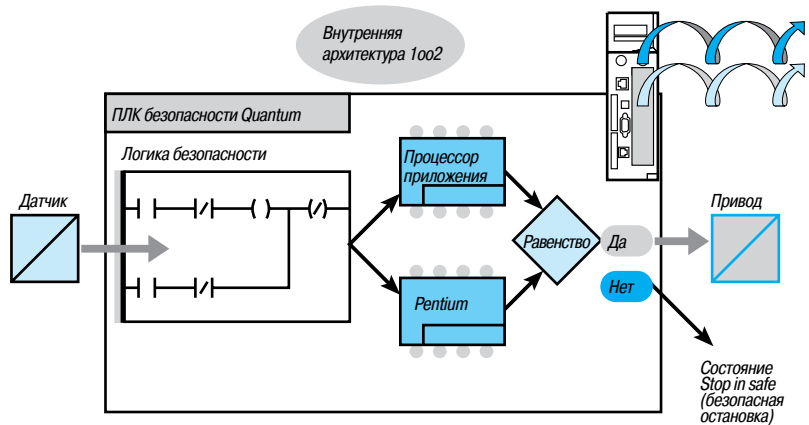 Внутренняя
архитектура 1oo2
ПЛК безопасности Quantum
Логика безопасности
Датчик
Процессор
приложения
Pentium
Равенство
Да
Нет
Привод
Состояние
Stop in safe
(безопасная
остановка)